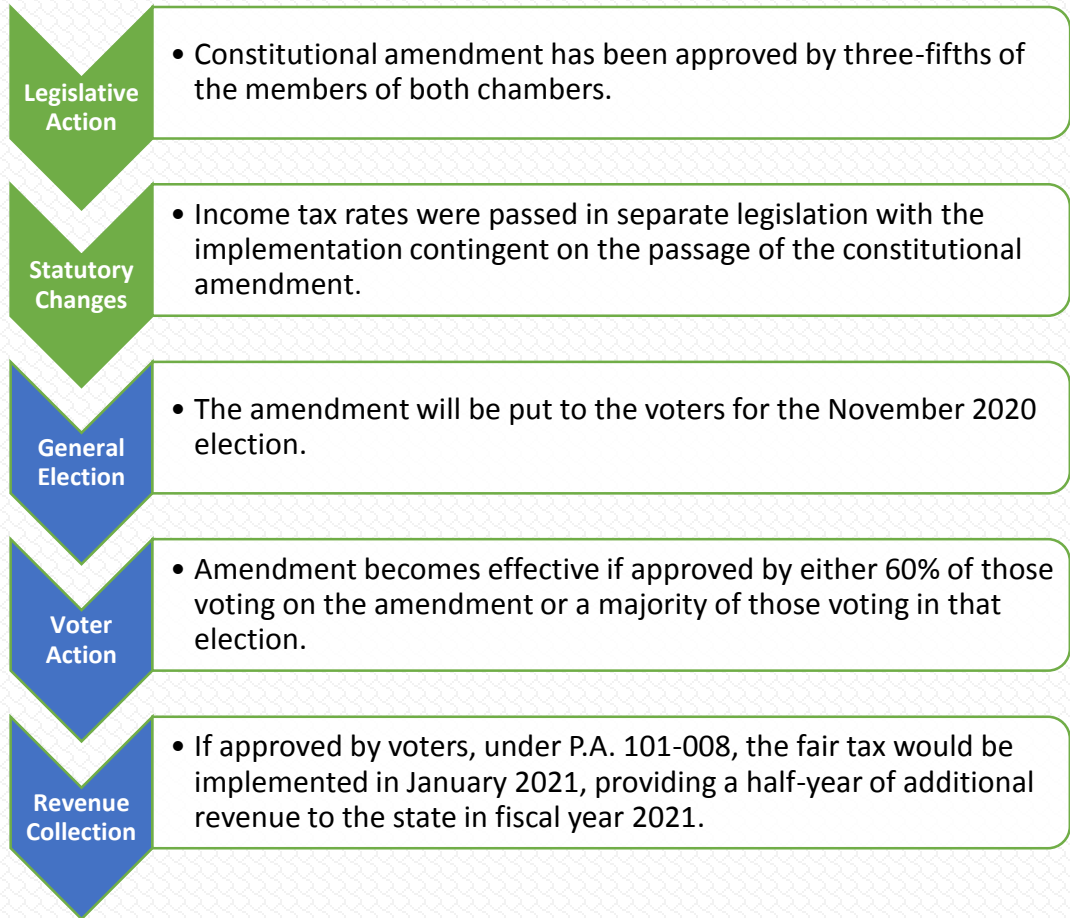 Legislative
Action
• Constitutional amendment has been approved by three-fifths of
the members of both chambers.
Statutory
Changes
• Income tax rates were passed in separate legislation with the
implementation contingent on the passage of the constitutional
amendment.
General
Election
• The amendment will be put to the voters for the November 2020
election.
Voter
Action
• Amendment becomes effective if approved by either 60% of those
voting on the amendment or a majority of those voting in that
election.
Revenue
Collection
• If approved by voters, under P.A. 101-008, the fair tax would be
implemented in January 2021, providing a half-year of additional
revenue to the state in fiscal year 2021.